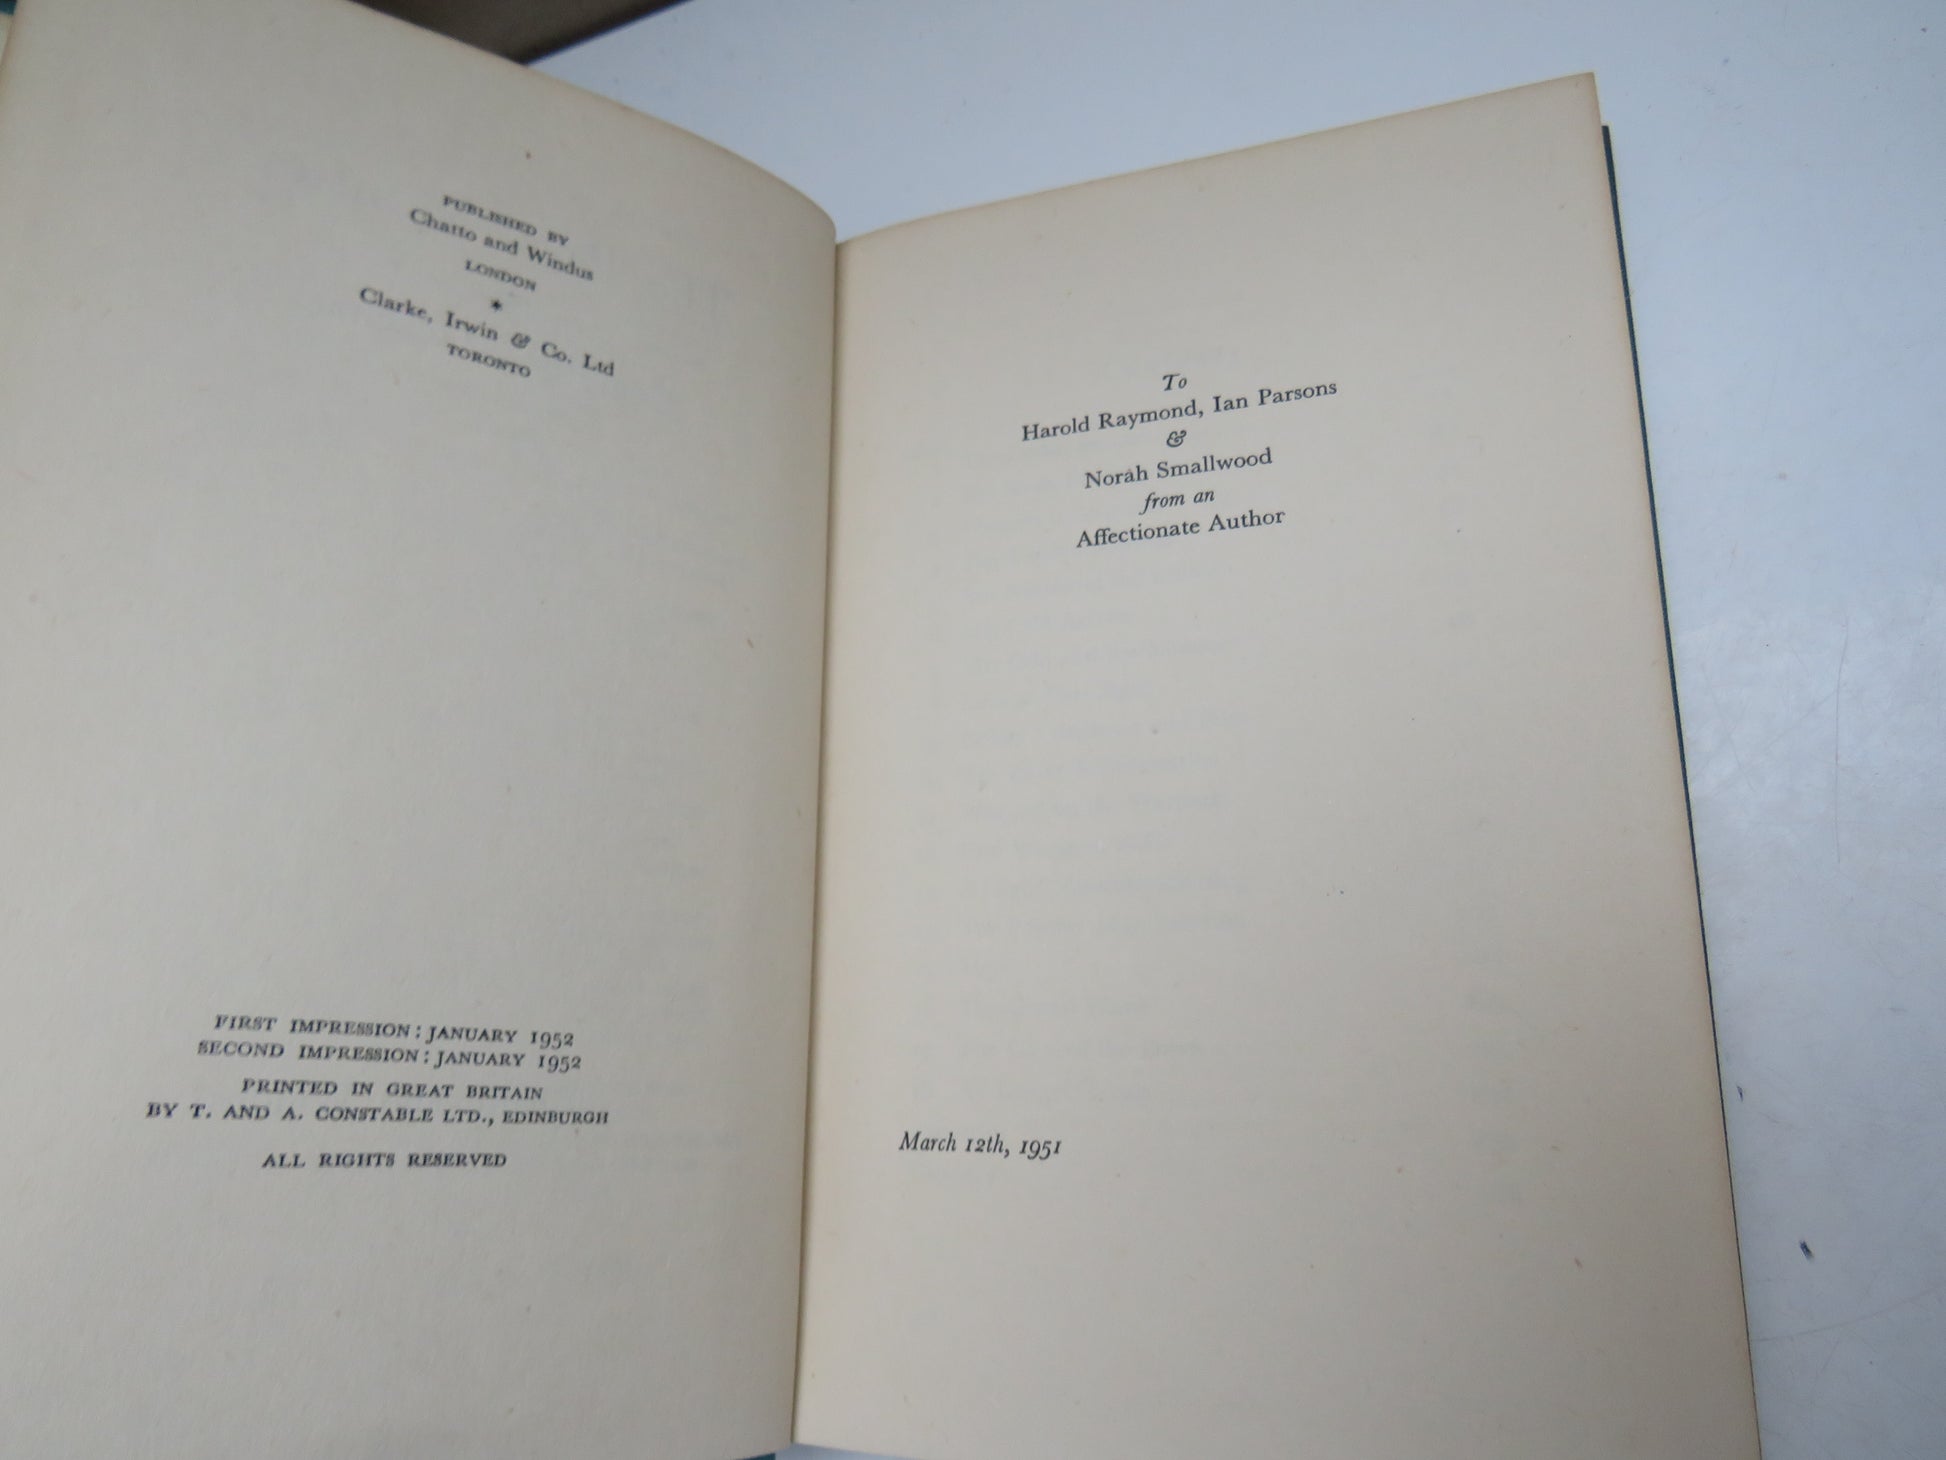 PUBLISHED BY
Chatto and Windus
LONDON
*
Clarke, Irwin & Co. Ltd
TORONTO
FIRST IMPRESSION: JANUARY 1952
SECOND IMPRESSION: JANUARY 1952
PRINTED IN GREAT BRITAIN
BY T. AND A. CONSTABLE LTD., EDINBURGH
ALL RIGHTS RESERVED
To
Harold Raymond, Ian Parsons
&
Norah Smallwood
from an
Affectionate Author
March 12th, 1951